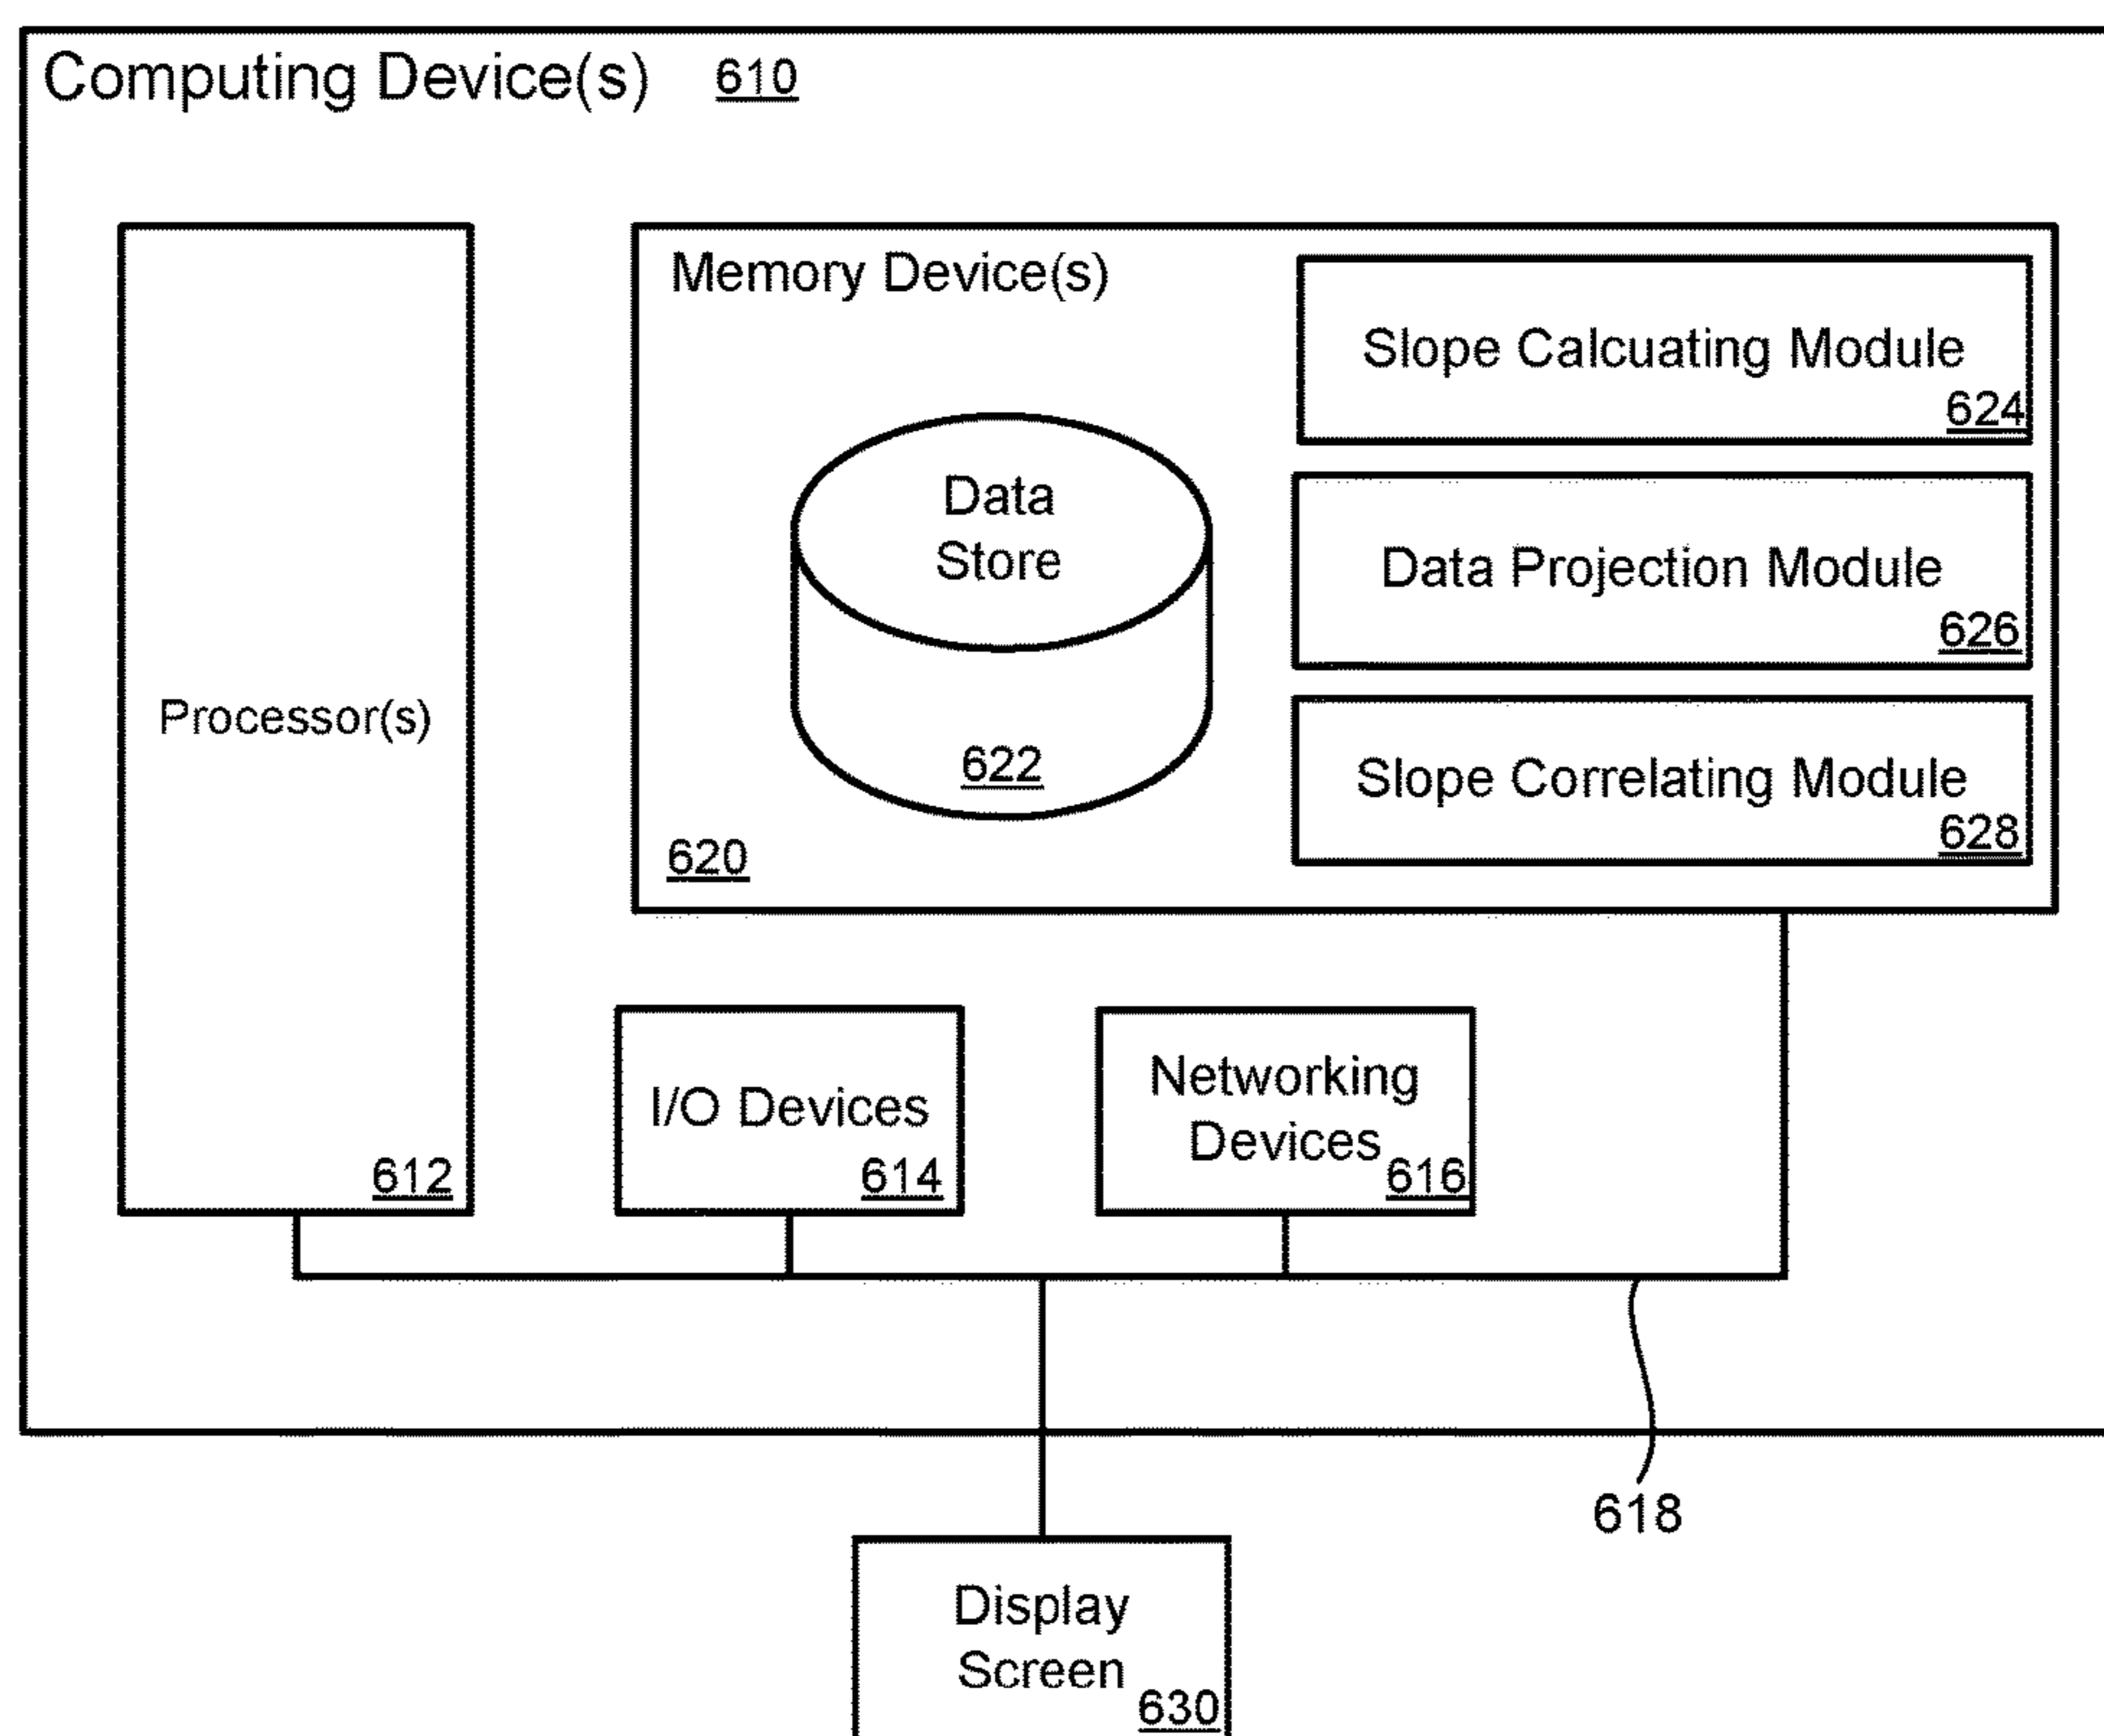 Computing Device(s) 610
Memory Device(s)
Slope Calcuating Module
624
Data
Store
622
Data Projection Module
626
Slope Correlating Module
628
620
Processor(s)
612
I/O Devices
614
Networking
Devices
616
618
Display
Screen
630